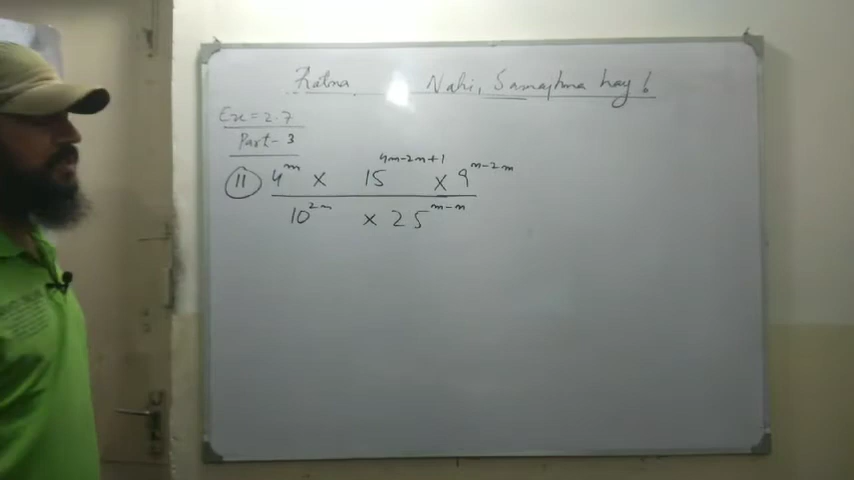 Ratna Nahi, Samajhna hay !
Ex = 2.7
Part - 3
11 4^m × 15^4m-2n+1 × 9^n-2m
10^2m × 25^m-n